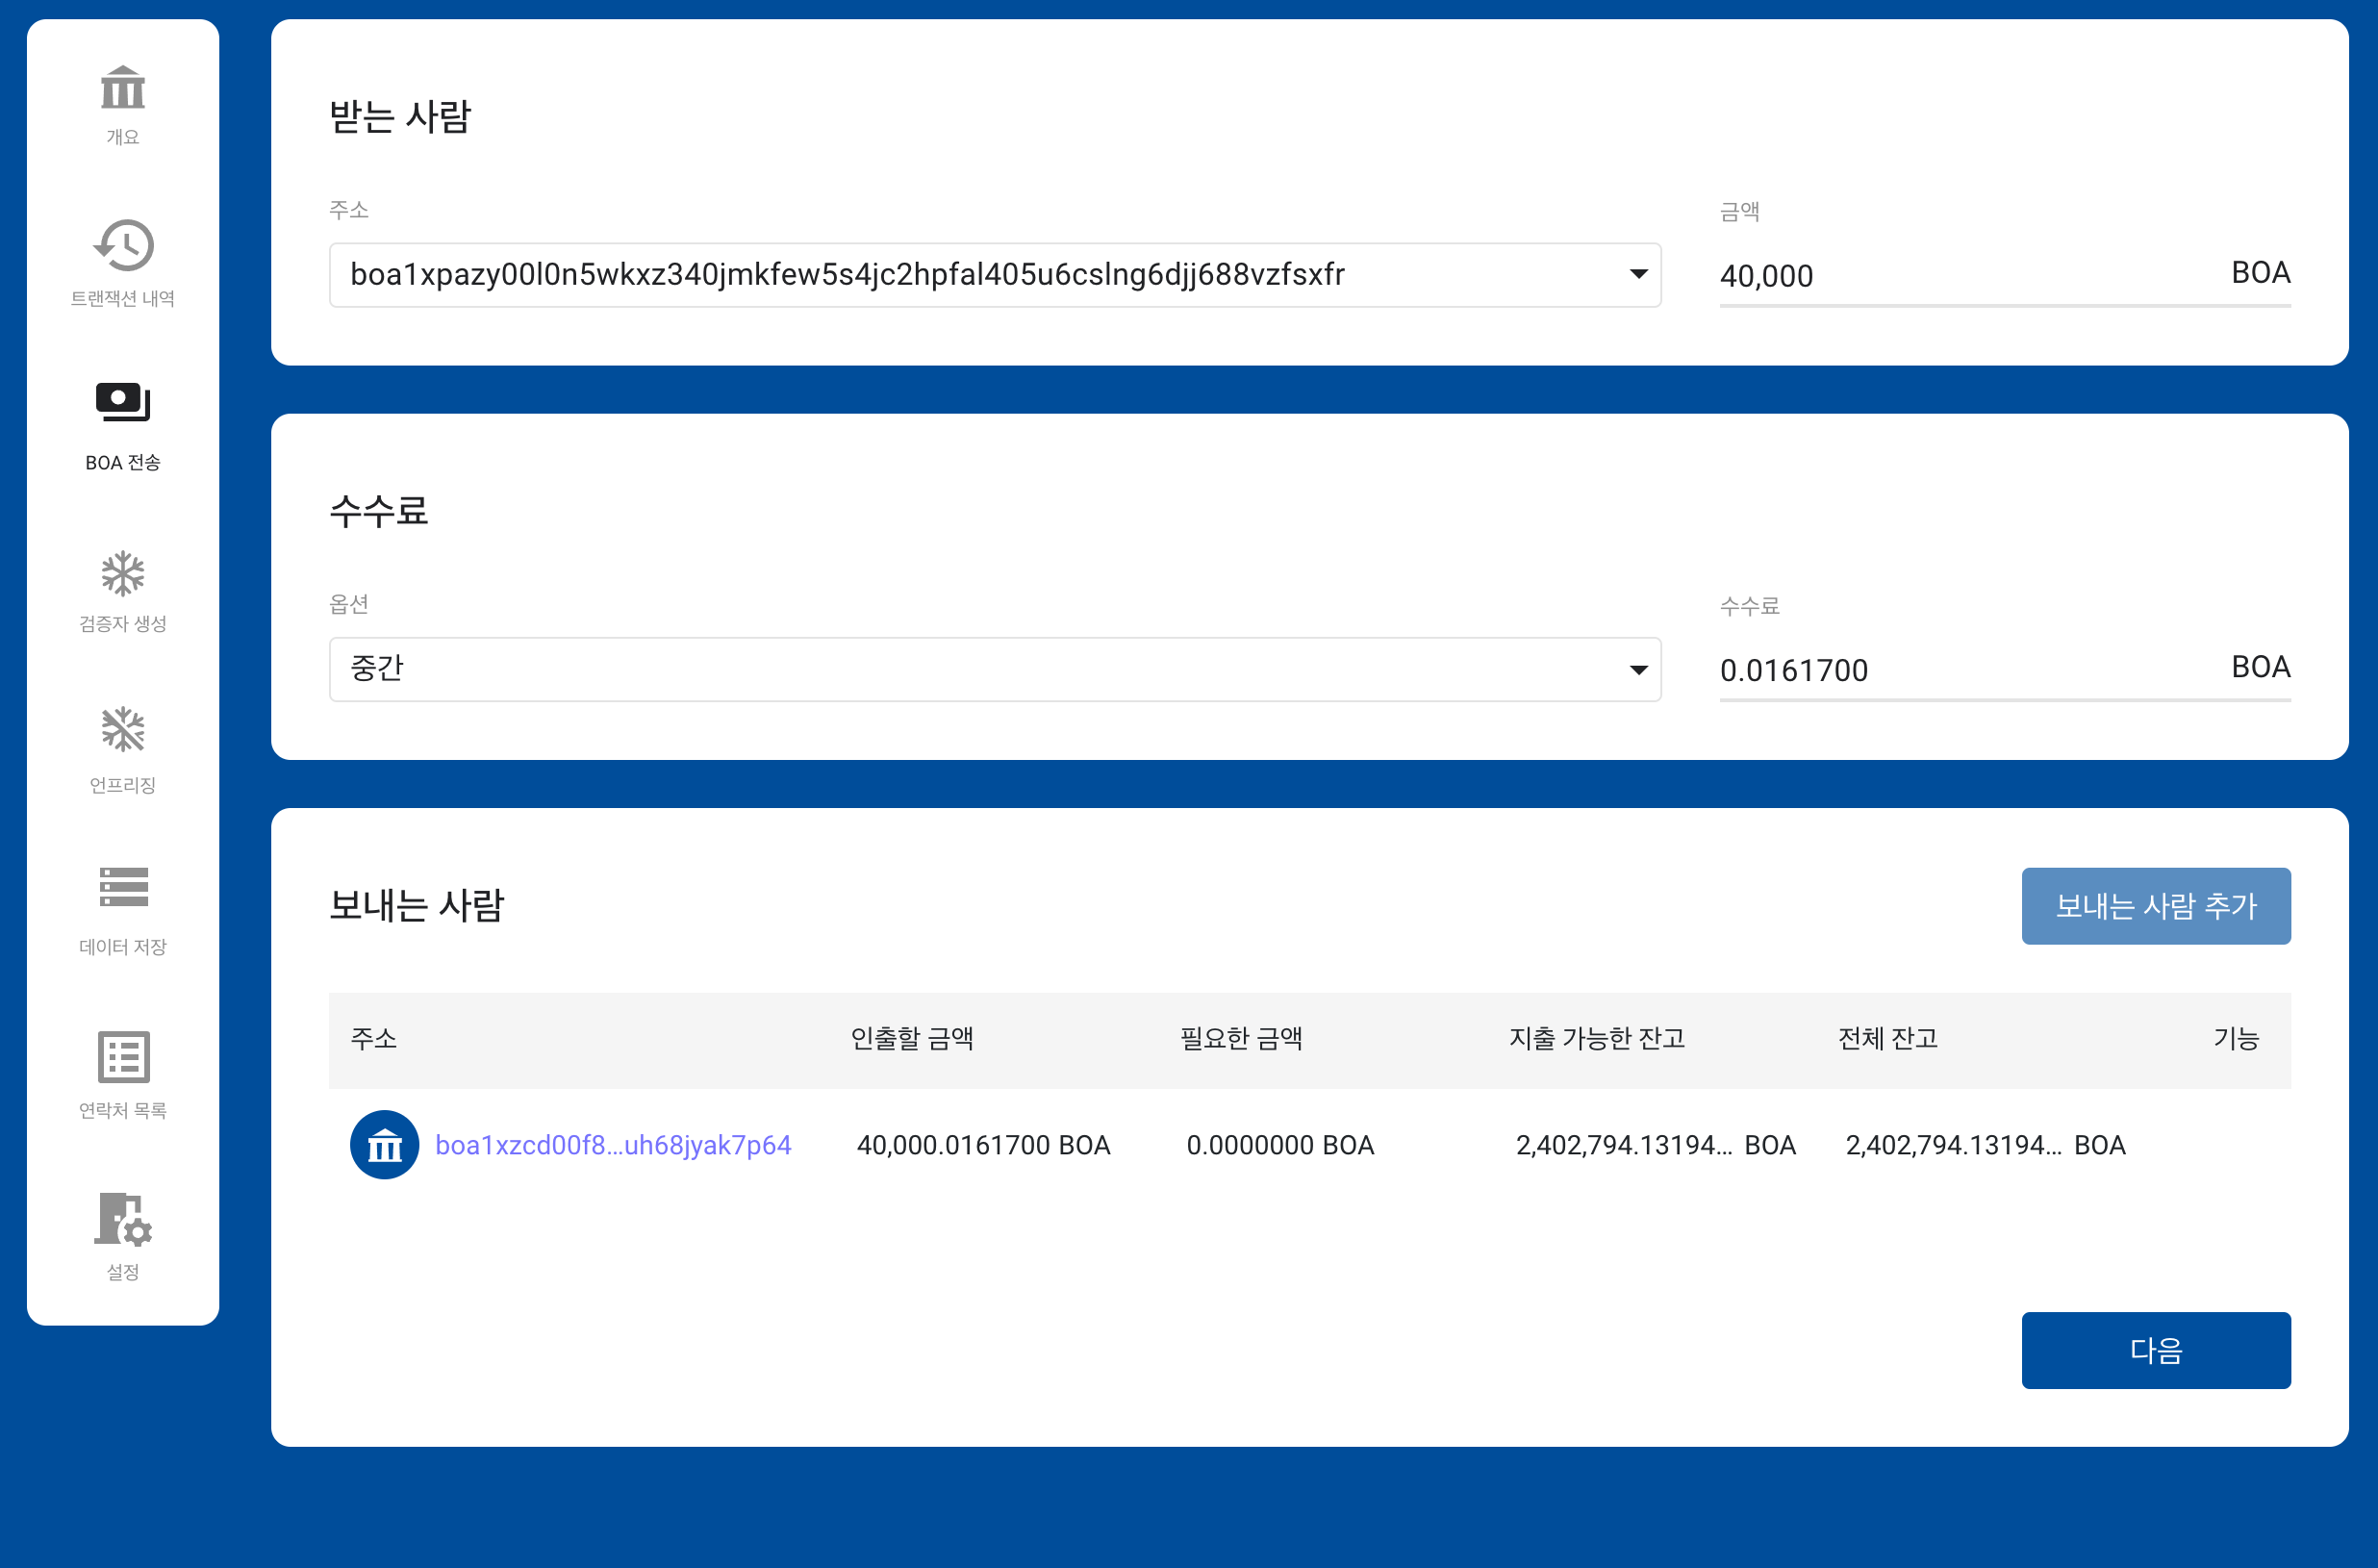 개요
트랜잭션 내역
BOA 전송
검증자 생성
언프리징
데이터 저장
연락처 목록
설정
받는 사람
주소 금액
boa1xpazy00l0n5wkxz340jmkfew5s4jc2hpfal405u6cslng6djj688vzfsxfr 40,000 BOA
수수료
옵션 수수료
중간 0.0161700 BOA
보내는 사람 보내는 사람 추가
주소 인출할 금액 필요한 금액 지출 가능한 잔고 전체 잔고 기능
boa1xzcd00f8...uh68jyak7p64 40,000.0161700 BOA 0.0000000 BOA 2,402,794.13194... BOA 2,402,794.13194... BOA
다음